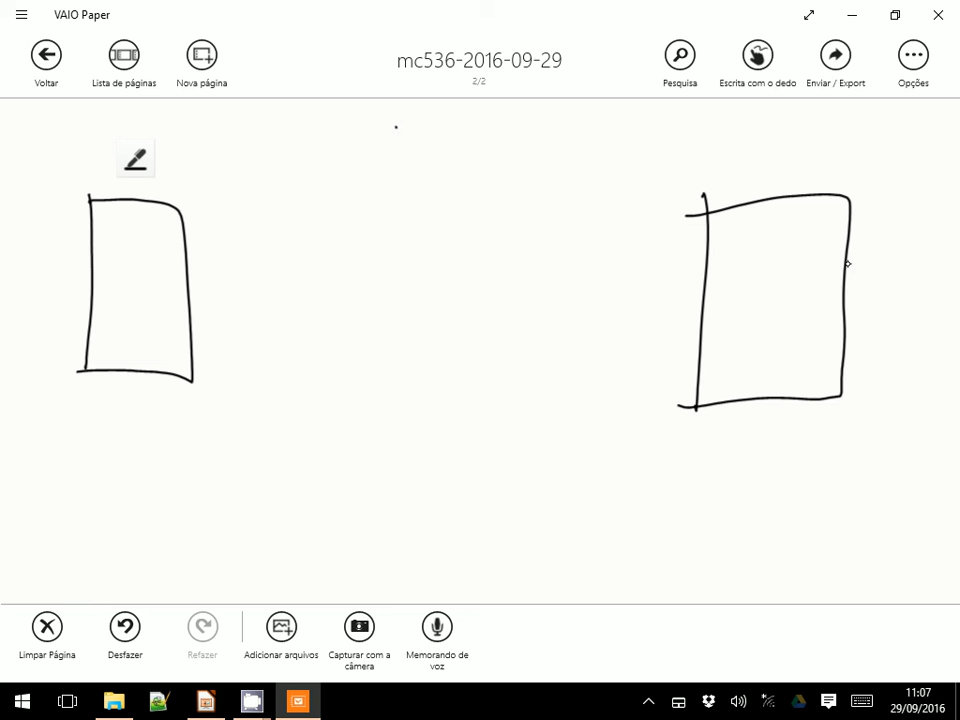 VAIO Paper
Voltar
Lista de páginas
Nova página
mc536-2016-09-29
2/2
Pesquisa
Escrita com o dedo
Enviar / Export
Opções
Limpar Página
Desfazer
Refazer
Adicionar arquivos
Capturar com a
câmera
Memorando de
voz
11:07
29/09/2016